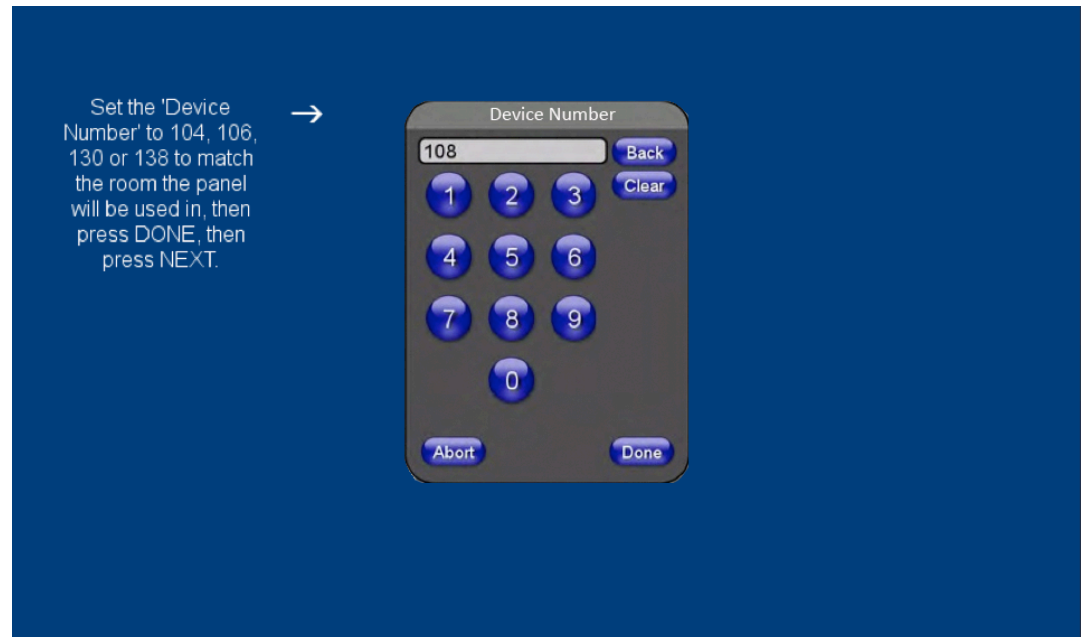 Set the 'Device
Number' to 104, 106,
130 or 138 to match
the room the panel
will be used in, then
press DONE, then
press NEXT.
→
Device Number
108
Back
1 2 3
Clear
4 5 6
7 8 9
0
Abort
Done